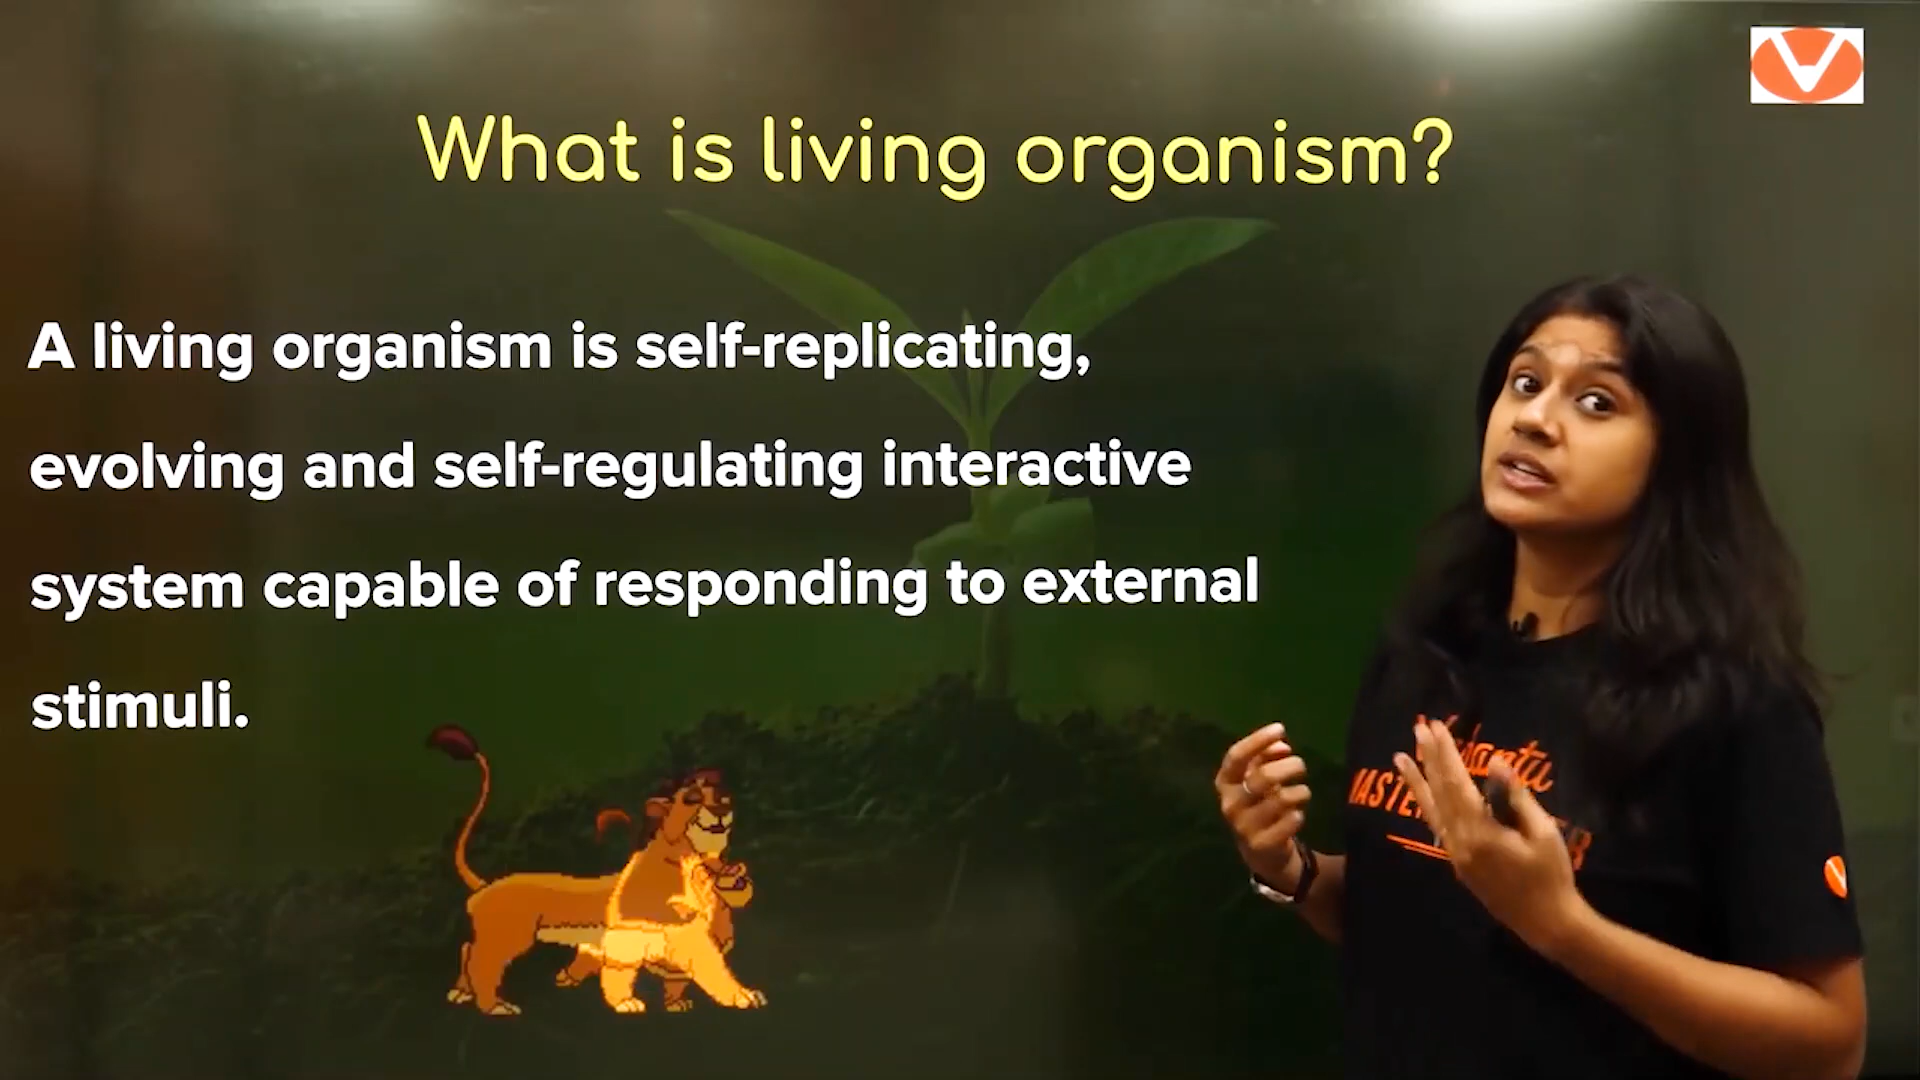 What is living organism?
A living organism is self-replicating,
evolving and self-regulating interactive
system capable of responding to external
stimuli.